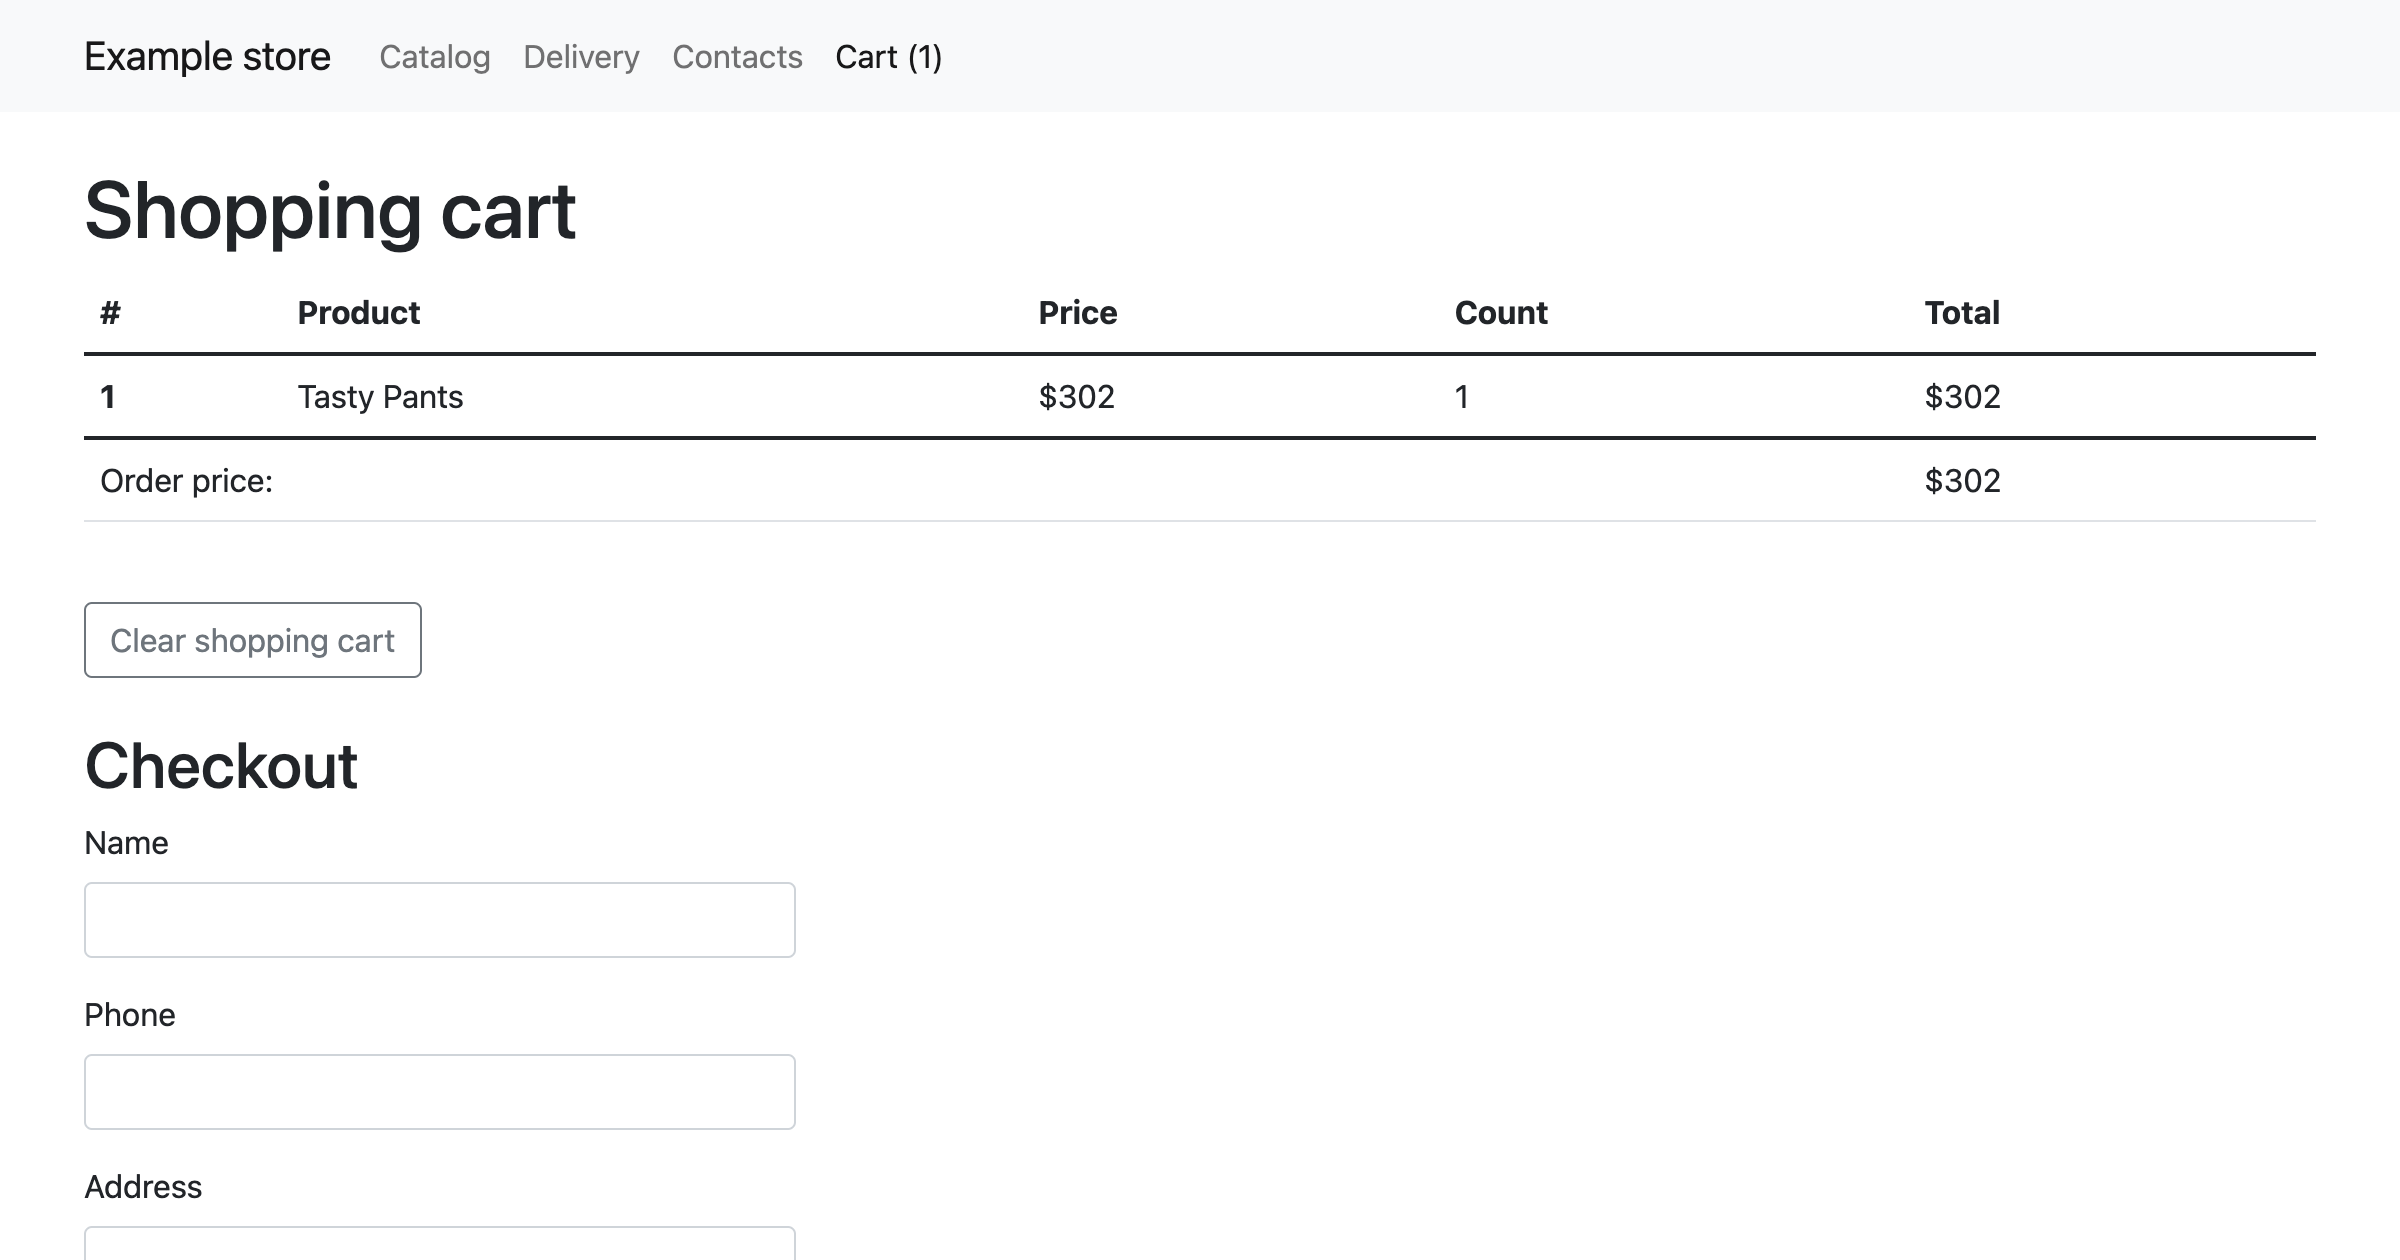 Example store Catalog Delivery Contacts Cart (1)
Shopping cart
# Product Price Count Total
1 Tasty Pants $302 1 $302
Order price: $302
Clear shopping cart
Checkout
Name
Phone
Address